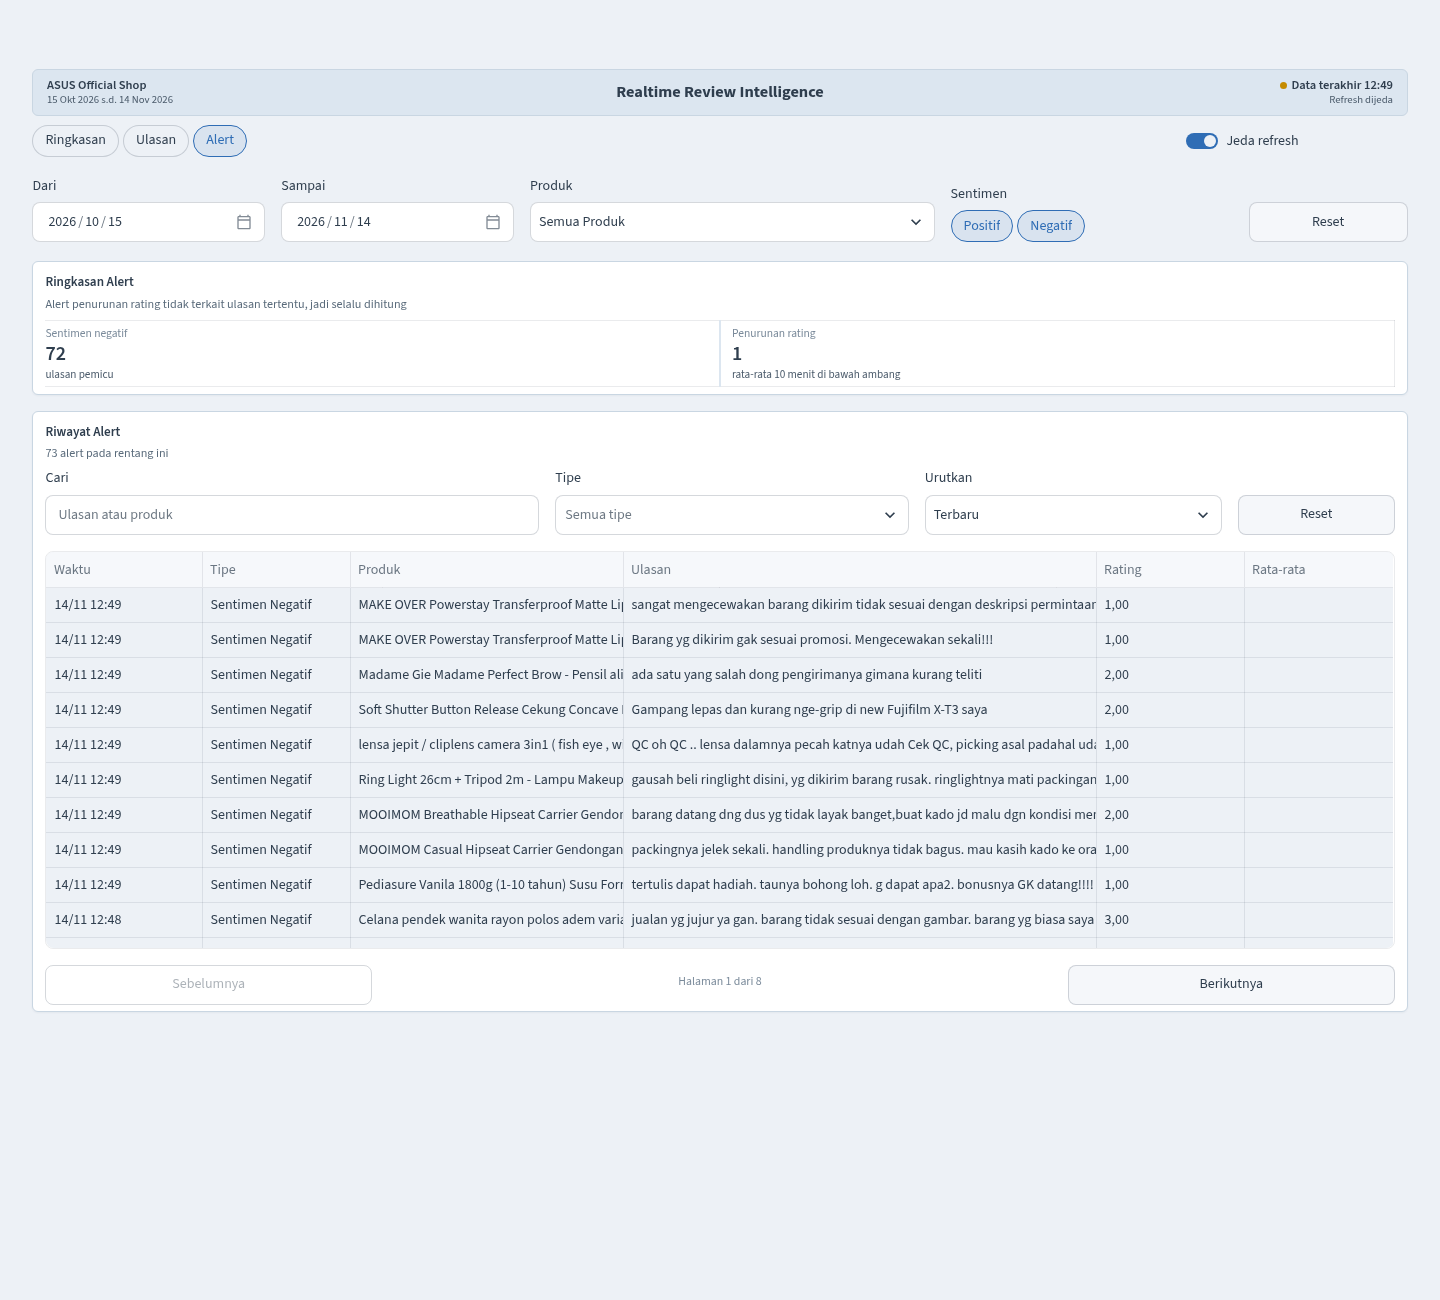 ASUS Official Shop
15 Okt 2026 s.d. 14 Nov 2026
Realtime Review Intelligence
Data terakhir 12:49
Refresh dijeda
Ringkasan Ulasan Alert
Jeda refresh
Dari Sampai Produk Sentimen
2026/10/15 2026/11/14 Semua Produk Positif Negatif Reset
Ringkasan Alert
Alert penurunan rating tidak terkait ulasan tertentu, jadi selalu dihitung
Sentimen negatif
72
ulasan pemicu
Penurunan rating
1
rata-rata 10 menit di bawah ambang
Riwayat Alert
73 alert pada rentang ini
Cari Tipe Urutkan
Ulasan atau produk Semua tipe Terbaru Reset
Waktu Tipe Produk Ulasan Rating Rata-rata
14/11 12:49 Sentimen Negatif MAKE OVER Powerstay Transferproof Matte Lip sangat mengecewakan barang dikirim tidak sesuai dengan deskripsi permintaan 1,00
14/11 12:49 Sentimen Negatif MAKE OVER Powerstay Transferproof Matte Lip Barang yg dikirim gak sesuai promosi. Mengecewakan sekali!!! 1,00
14/11 12:49 Sentimen Negatif Madame Gie Madame Perfect Brow - Pensil ali ada satu yang salah dong pengirimanya gimana kurang teliti 2,00
14/11 12:49 Sentimen Negatif Soft Shutter Button Release Cekung Concave Gampang lepas dan kurang nge-grip di new Fujifilm X-T3 saya 2,00
14/11 12:49 Sentimen Negatif lensa jepit / cliplens camera 3in1 ( fish eye , w QC oh QC .. lensa dalamnya pecah katnya udah Cek QC, picking asal padahal uda 1,00
14/11 12:49 Sentimen Negatif Ring Light 26cm + Tripod 2m - Lampu Makeup gausah beli ringlight disini, yg dikirim barang rusak. ringlightnya mati packingan 1,00
14/11 12:49 Sentimen Negatif MOOIMOM Breathable Hipseat Carrier Gendon barang datang dng dus yg tidak layak banget,buat kado jd malu dgn kondisi men 2,00
14/11 12:49 Sentimen Negatif MOOIMOM Casual Hipseat Carrier Gendongan packingnya jelek sekali. handling produknya tidak bagus. mau kasih kado ke ora 1,00
14/11 12:49 Sentimen Negatif Pediasure Vanila 1800g (1-10 tahun) Susu Form tertulis dapat hadiah. taunya bohong loh. g dapat apa2. bonusnya GK datang!!!! 1,00
14/11 12:48 Sentimen Negatif Celana pendek wanita rayon polos adem varia jualan yg jujur ya gan. barang tidak sesuai dengan gambar. barang yg biasa saya 3,00
Sebelumnya Halaman 1 dari 8 Berikutnya